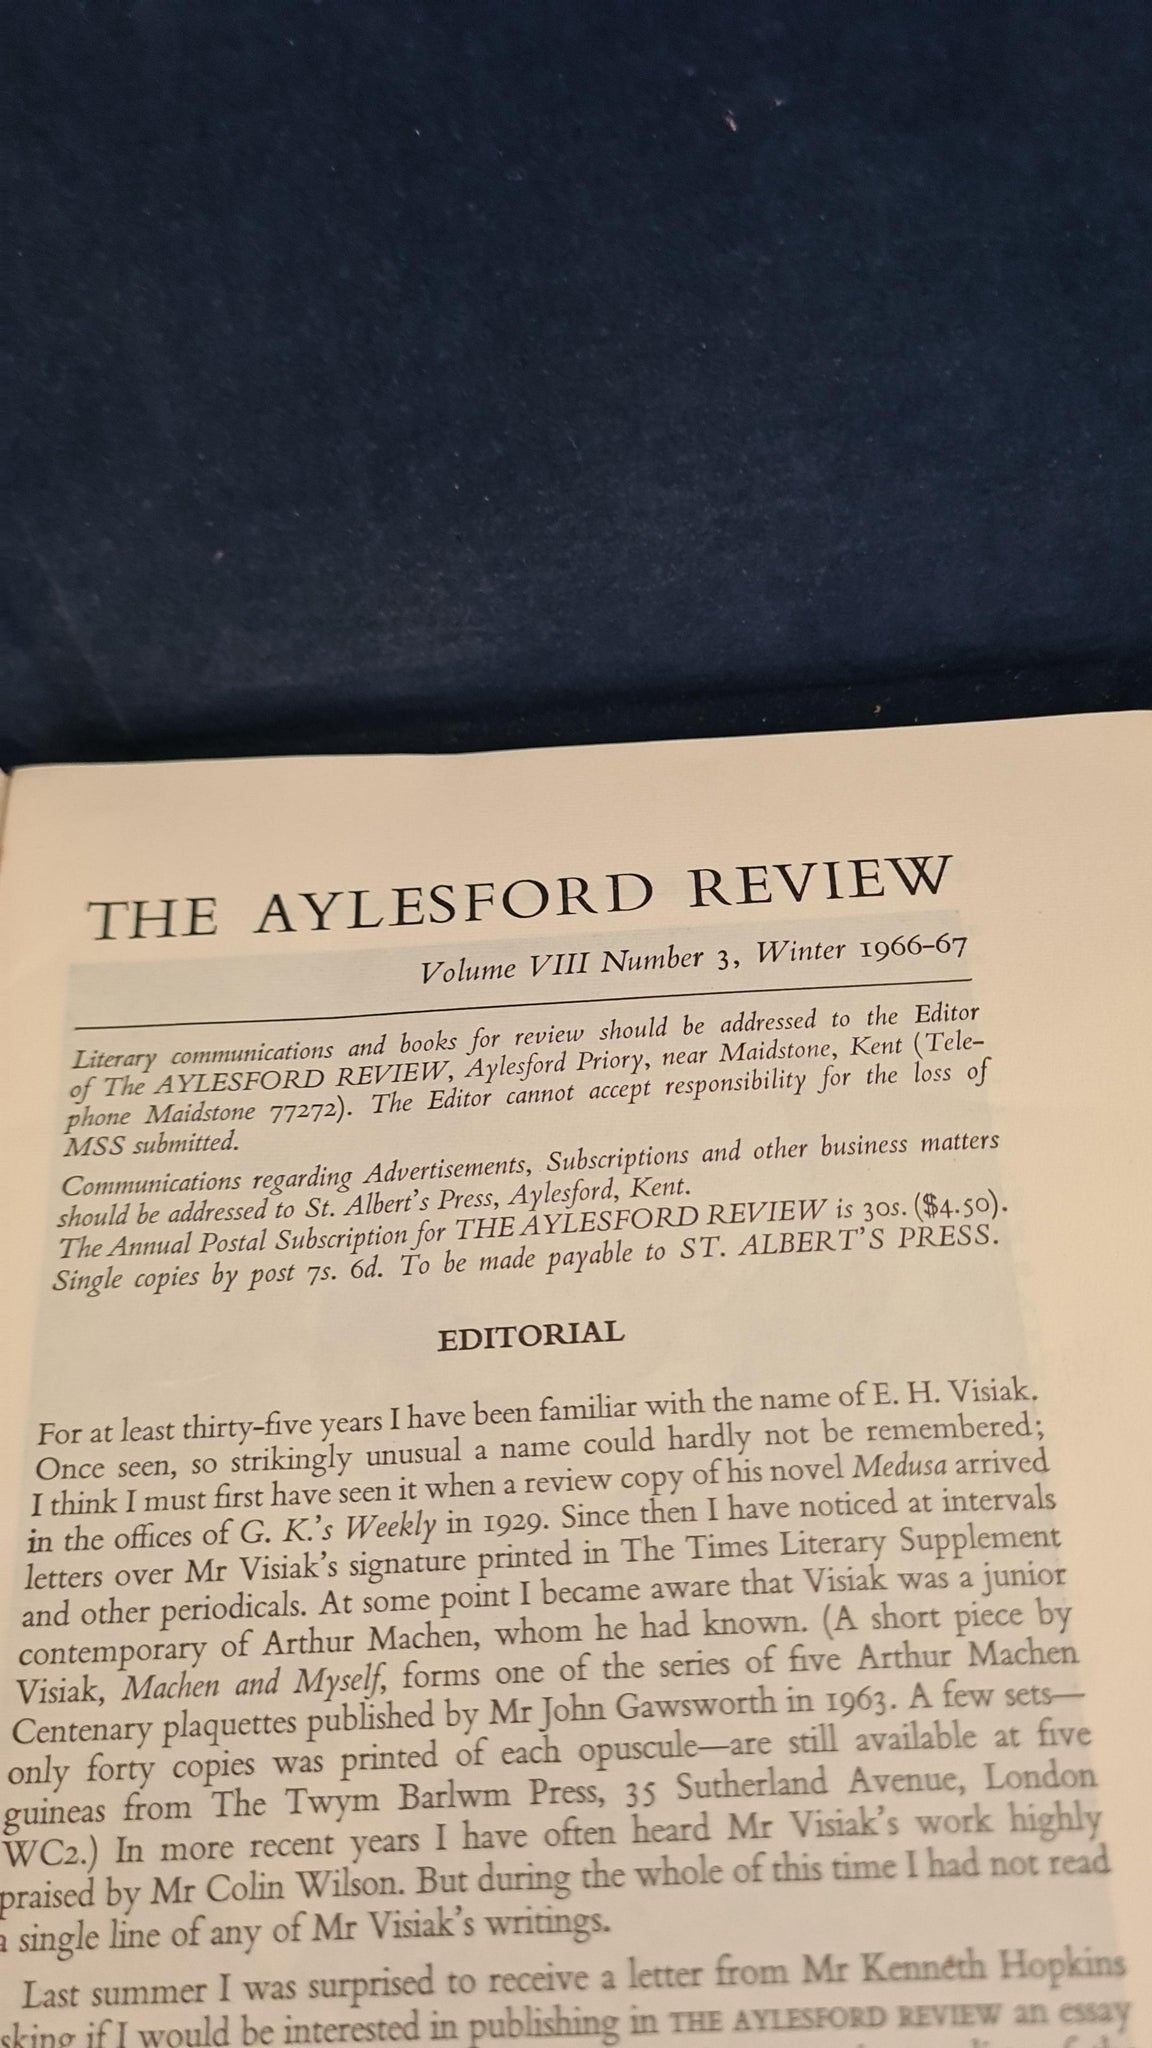 THE AYLESFORD REVIEW
Volume VIII Number 3, Winter 1966–67
Literary communications and books for review should be addressed to the Editor
of The AYLESFORD REVIEW, Aylesford Priory, near Maidstone, Kent (Tele-
phone Maidstone 77272). The Editor cannot accept responsibility for the loss of
MSS submitted.
Communications regarding Advertisements, Subscriptions and other business matters
should be addressed to St. Albert's Press, Aylesford, Kent.
The Annual Postal Subscription for THE AYLESFORD REVIEW is 30s. ($4.50).
Single copies by post 7s. 6d. To be made payable to ST. ALBERT'S PRESS.
EDITORIAL
For at least thirty-five years I have been familiar with the name of E. H. Visiak.
Once seen, so strikingly unusual a name could hardly not be remembered;
I think I must first have seen it when a review copy of his novel Medusa arrived
in the offices of G. K.'s Weekly in 1929. Since then I have noticed at intervals
letters over Mr Visiak's signature printed in The Times Literary Supplement
and other periodicals. At some point I became aware that Visiak was a junior
contemporary of Arthur Machen, whom he had known. (A short piece by
Visiak, Machen and Myself, forms one of the series of five Arthur Machen
Centenary plaquettes published by Mr John Gawsworth in 1963. A few sets—
only forty copies was printed of each opuscule—are still available at five
guineas from The Twym Barlwm Press, 35 Sutherland Avenue, London
WC2.) In more recent years I have often heard Mr Visiak's work highly
praised by Mr Colin Wilson. But during the whole of this time I had not read
a single line of any of Mr Visiak's writings.
Last summer I was surprised to receive a letter from Mr Kenneth Hopkins
sking if I would be interested in publishing in THE AYLESFORD REVIEW an essay